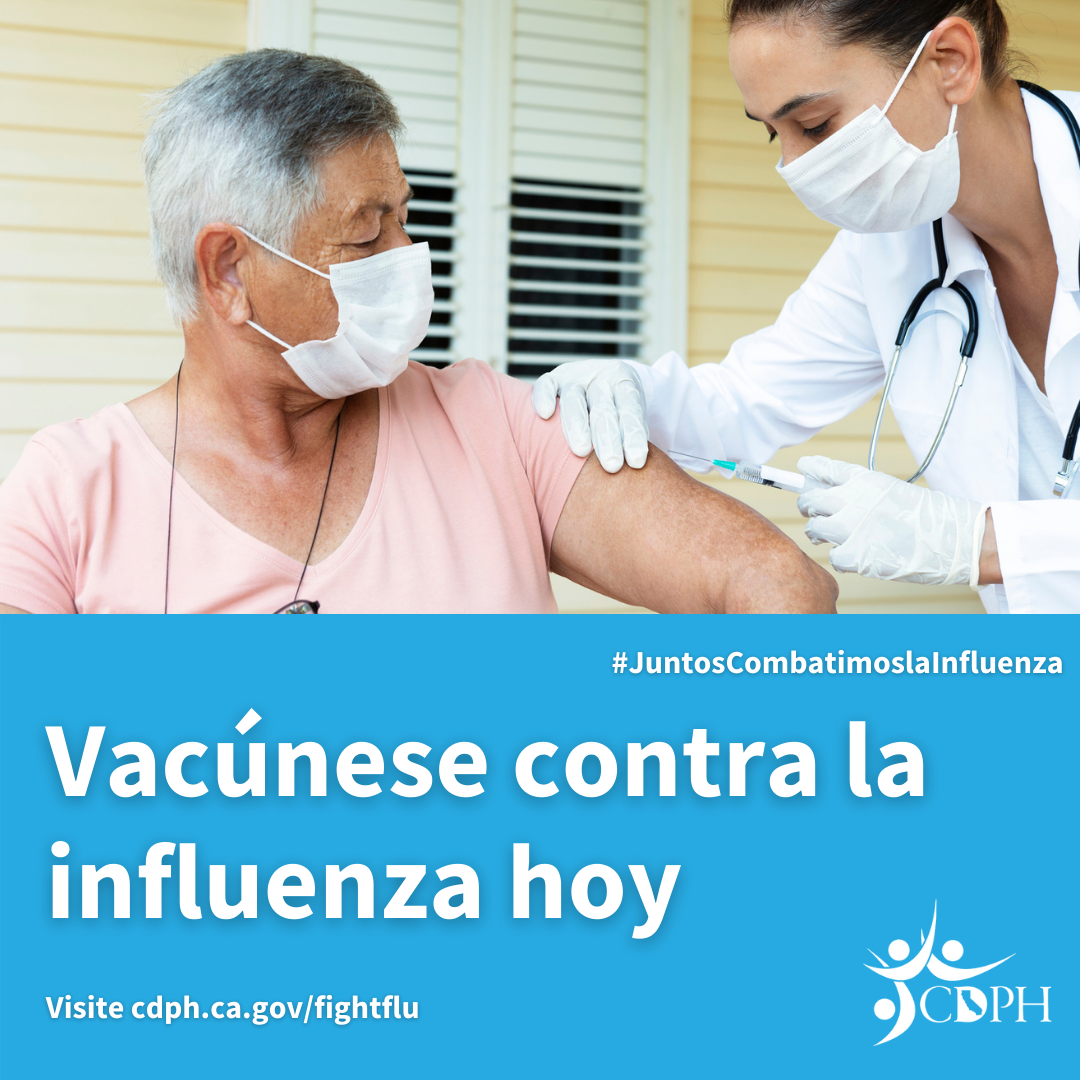 #JuntosCombatimoslaInfluenza
Vacúnese contra la
influenza hoy
Visite cdph.ca.gov/fightflu
CDPH